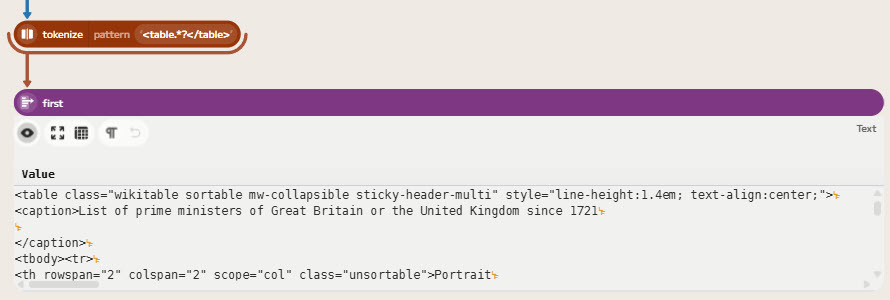 tokenize pattern '<table.*?</table>'
first
Text
Value
<table class="wikitable sortable mw-collapsible sticky-header-multi" style="line-height:1.4em; text-align:center;">
<caption>List of prime ministers of Great Britain or the United Kingdom since 1721
</caption>
<tbody><tr>
<th rowspan="2" colspan="2" scope="col" class="unsortable">Portrait